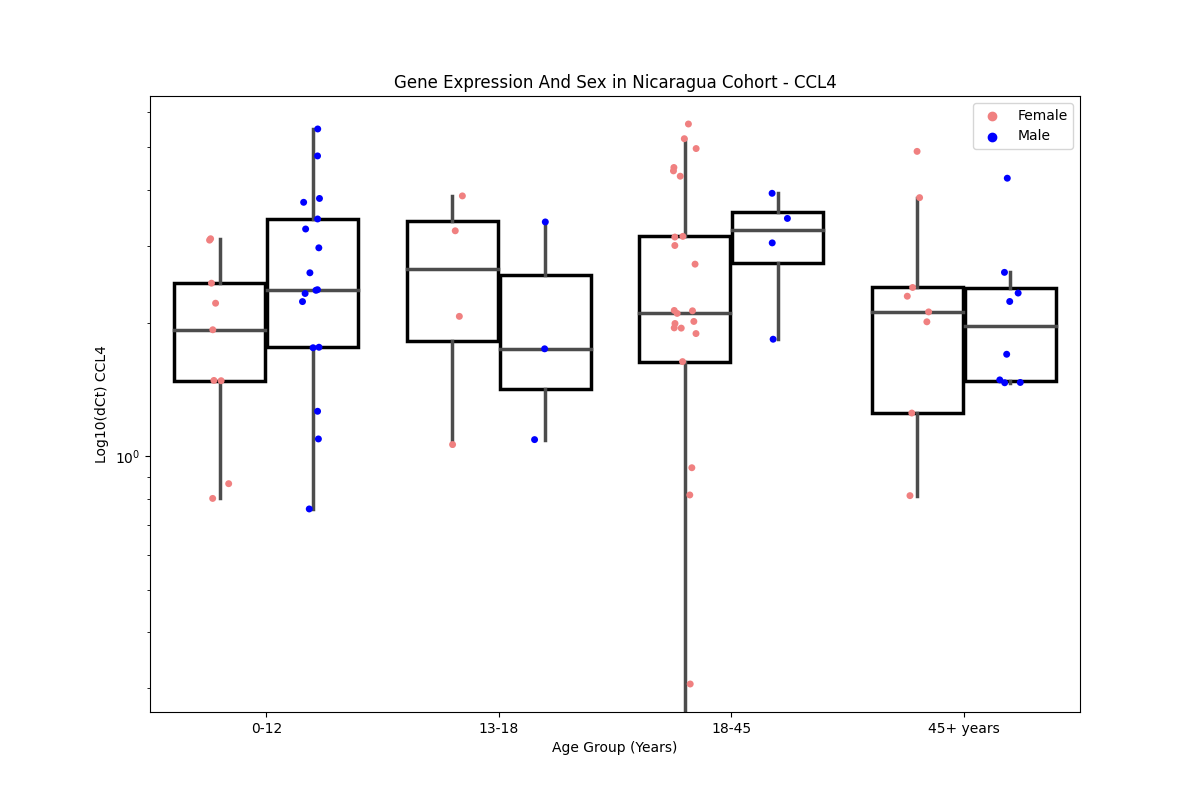 Gene Expression And Sex in Nicaragua Cohort - CCL4
Female
Male
Log10(dCt) CCL4
10⁰
0-12
13-18
18-45
45+ years
Age Group (Years)